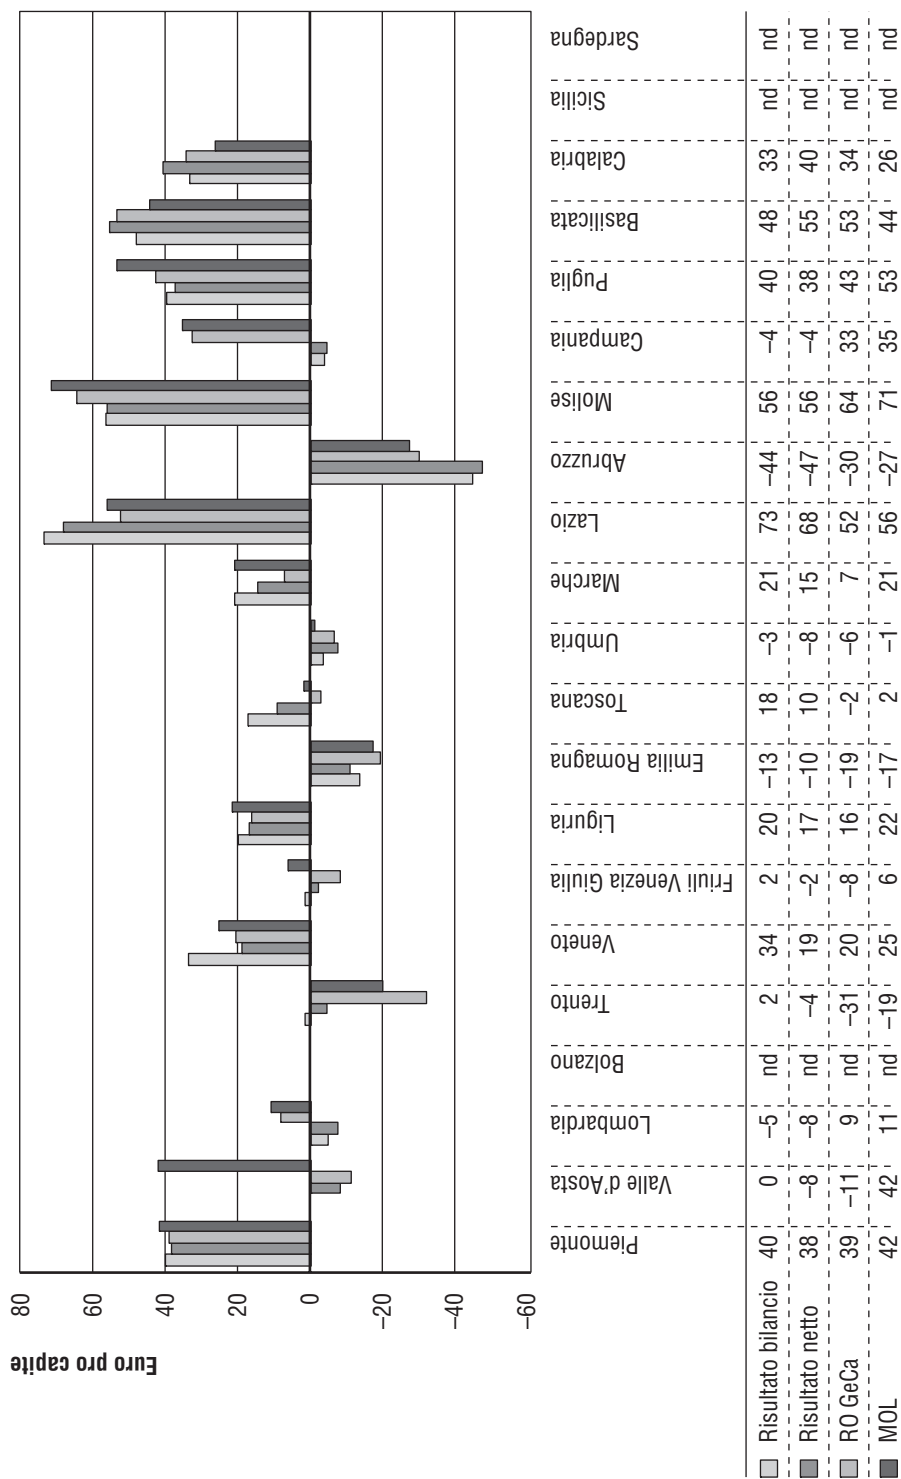 Euro pro capite
80
60
40
20
0
−20
−40
−60
Piemonte Valle d'Aosta Lombardia Bolzano Trento Veneto Friuli Venezia Giulia Liguria Emilia Romagna Toscana Umbria Marche Lazio Abruzzo Molise Campania Puglia Basilicata Calabria Sicilia Sardegna
Risultato bilancio 40 0 −5 nd 2 34 2 20 −13 18 −3 21 73 −44 56 −4 40 48 33 nd nd
Risultato netto 38 −8 −8 nd −4 19 −2 17 −10 10 −8 15 68 −47 56 −4 38 55 40 nd nd
RO GeCa 39 −11 9 nd −31 20 −8 16 −19 −2 −6 7 52 −30 64 33 43 53 34 nd nd
MOL 42 42 11 nd −19 25 6 22 −17 2 −1 21 56 −27 71 35 53 44 26 nd nd